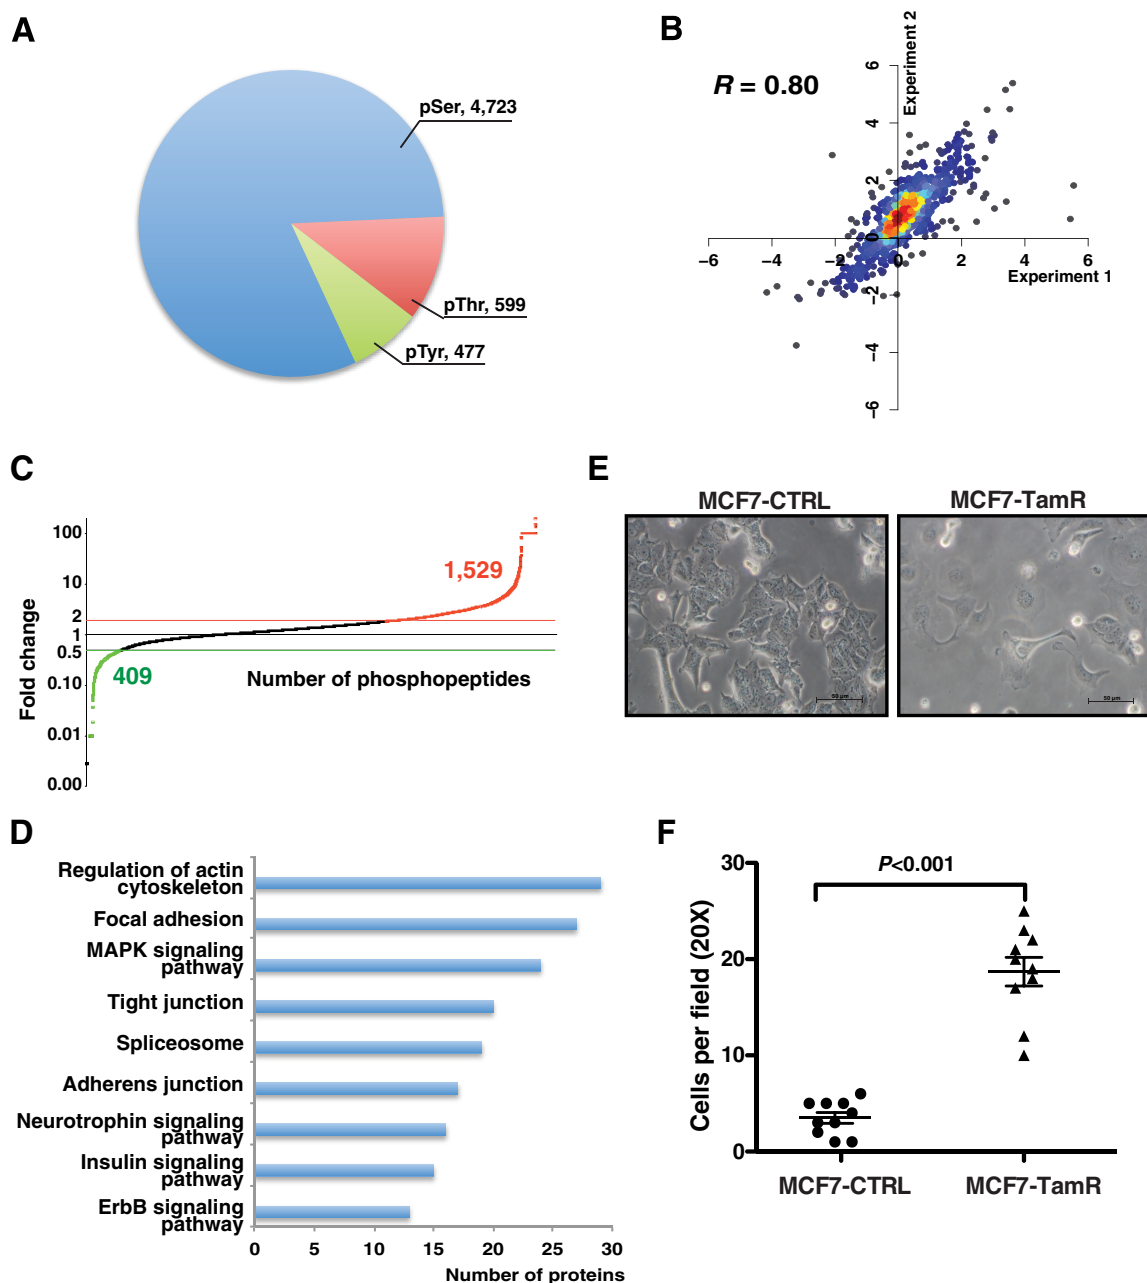 A
pSer, 4,723
pThr, 599
pTyr, 477
B
R = 0.80
Experiment 2
6
4
2
0
−2
−4
−6
−6
−4
−2
0
2
4
6
Experiment 1
C
Fold change
100
10
2
1
0.5
0.10
0.01
0.00
1,529
409
Number of phosphopeptides
E
MCF7-CTRL
MCF7-TamR
50 µm
50 µm
D
Regulation of actin
cytoskeleton
Focal adhesion
MAPK signaling
pathway
Tight junction
Spliceosome
Adherens junction
Neurotrophin signaling
pathway
Insulin signaling
pathway
ErbB signaling
pathway
0 5 10 15 20 25 30
Number of proteins
F
Cells per field (20X)
30
20
10
0
P<0.001
MCF7-CTRL
MCF7-TamR